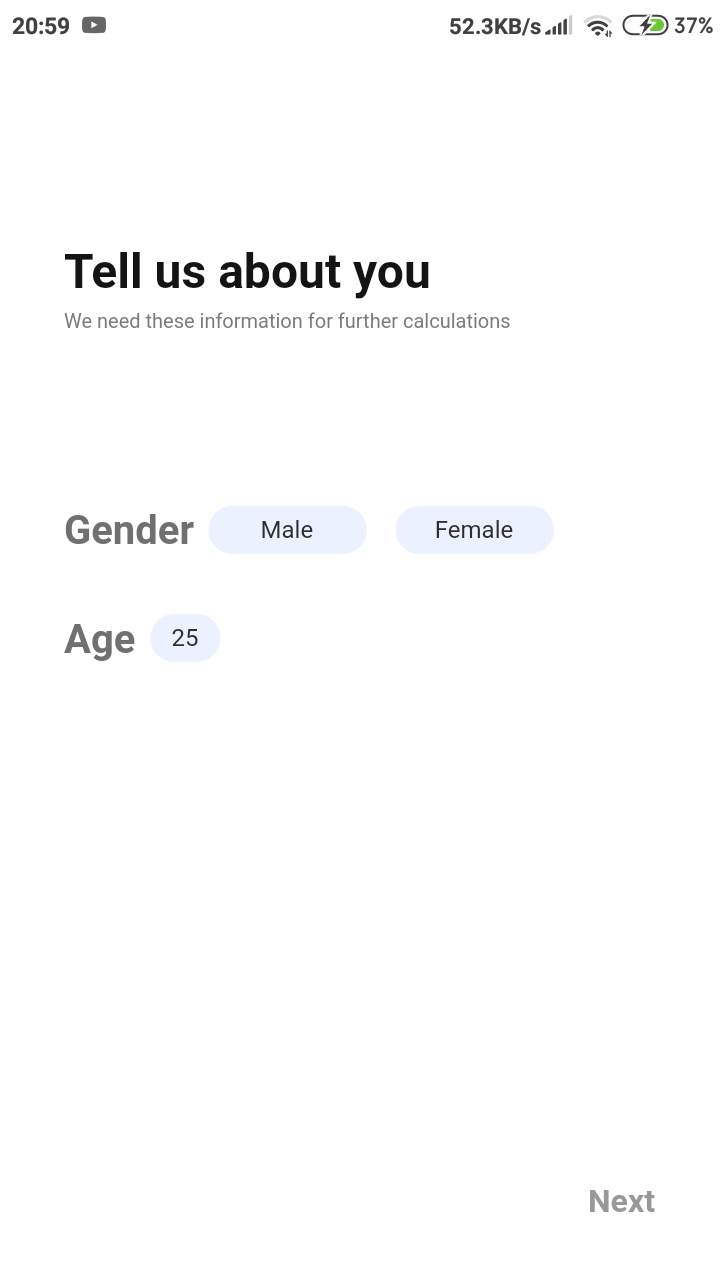 20:59 52.3KB/s 37%
Tell us about you
We need these information for further calculations
Gender Male Female
Age 25
Next